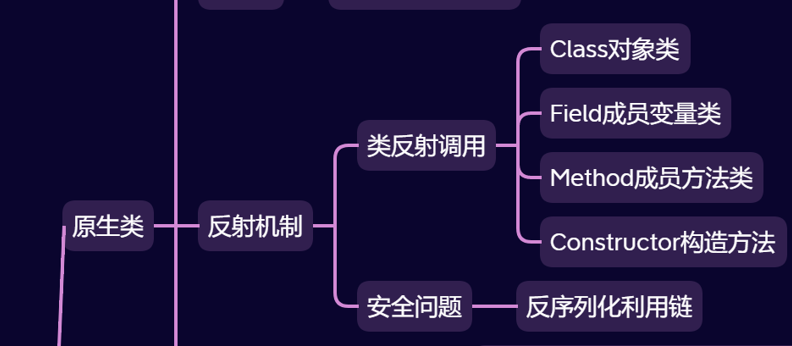 Class对象类
Field成员变量类
类反射调用
Method成员方法类
原生类
反射机制
Constructor构造方法
安全问题
反序列化利用链